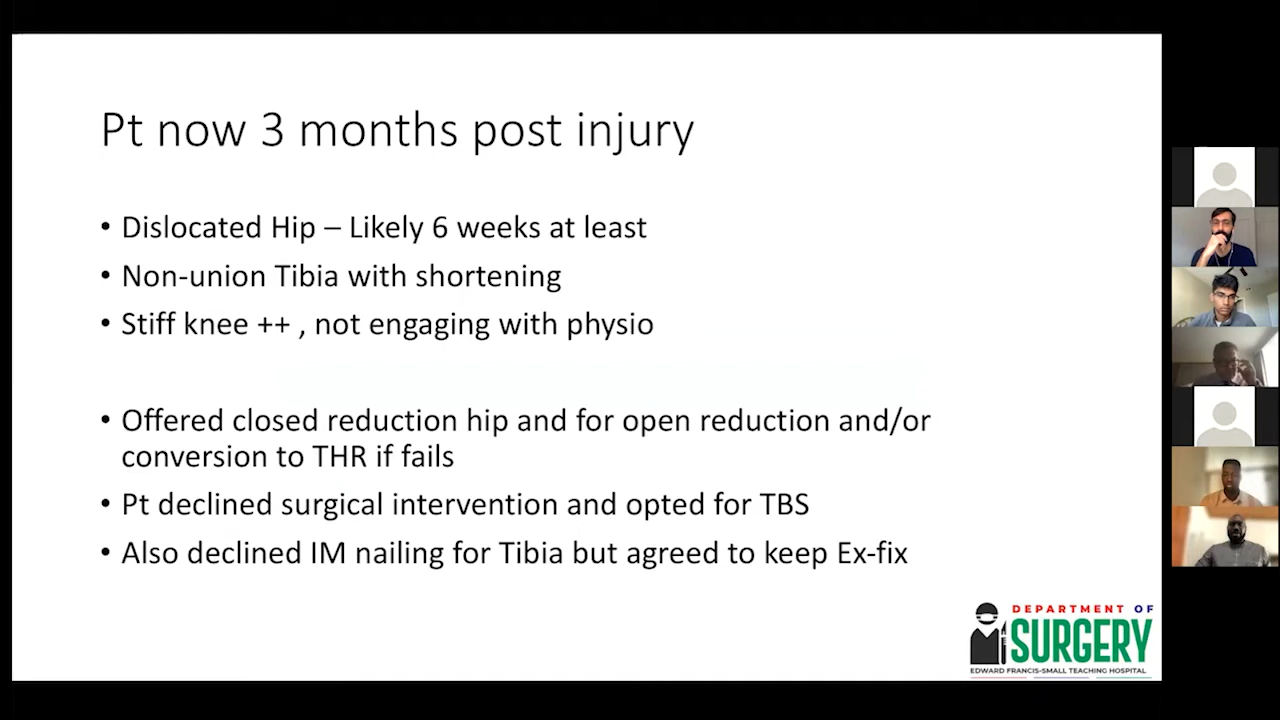 Pt now 3 months post injury
• Dislocated Hip – Likely 6 weeks at least
• Non-union Tibia with shortening
• Stiff knee ++ , not engaging with physio
• Offered closed reduction hip and for open reduction and/or
conversion to THR if fails
• Pt declined surgical intervention and opted for TBS
• Also declined IM nailing for Tibia but agreed to keep Ex-fix
DEPARTMENT OF
SURGERY
EDWARD FRANCIS-SMALL TEACHING HOSPITAL